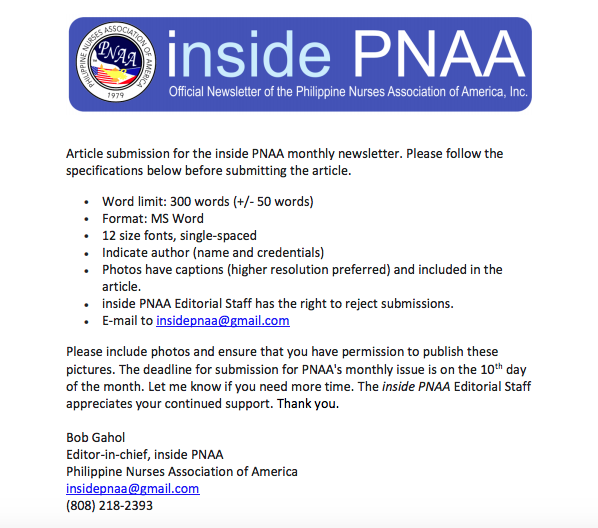 PHILIPPINE NURSES ASSOCIATION OF AMERICA
PNAA
1979
inside PNAA
Official Newsletter of the Philippine Nurses Association of America, Inc.
Article submission for the inside PNAA monthly newsletter. Please follow the
specifications below before submitting the article.
• Word limit: 300 words (+/- 50 words)
• Format: MS Word
• 12 size fonts, single-spaced
• Indicate author (name and credentials)
• Photos have captions (higher resolution preferred) and included in the
article.
• inside PNAA Editorial Staff has the right to reject submissions.
• E-mail to insidepnaa@gmail.com
Please include photos and ensure that you have permission to publish these
pictures. The deadline for submission for PNAA's monthly issue is on the 10th day
of the month. Let me know if you need more time. The inside PNAA Editorial Staff
appreciates your continued support. Thank you.
Bob Gahol
Editor-in-chief, inside PNAA
Philippine Nurses Association of America
insidepnaa@gmail.com
(808) 218-2393